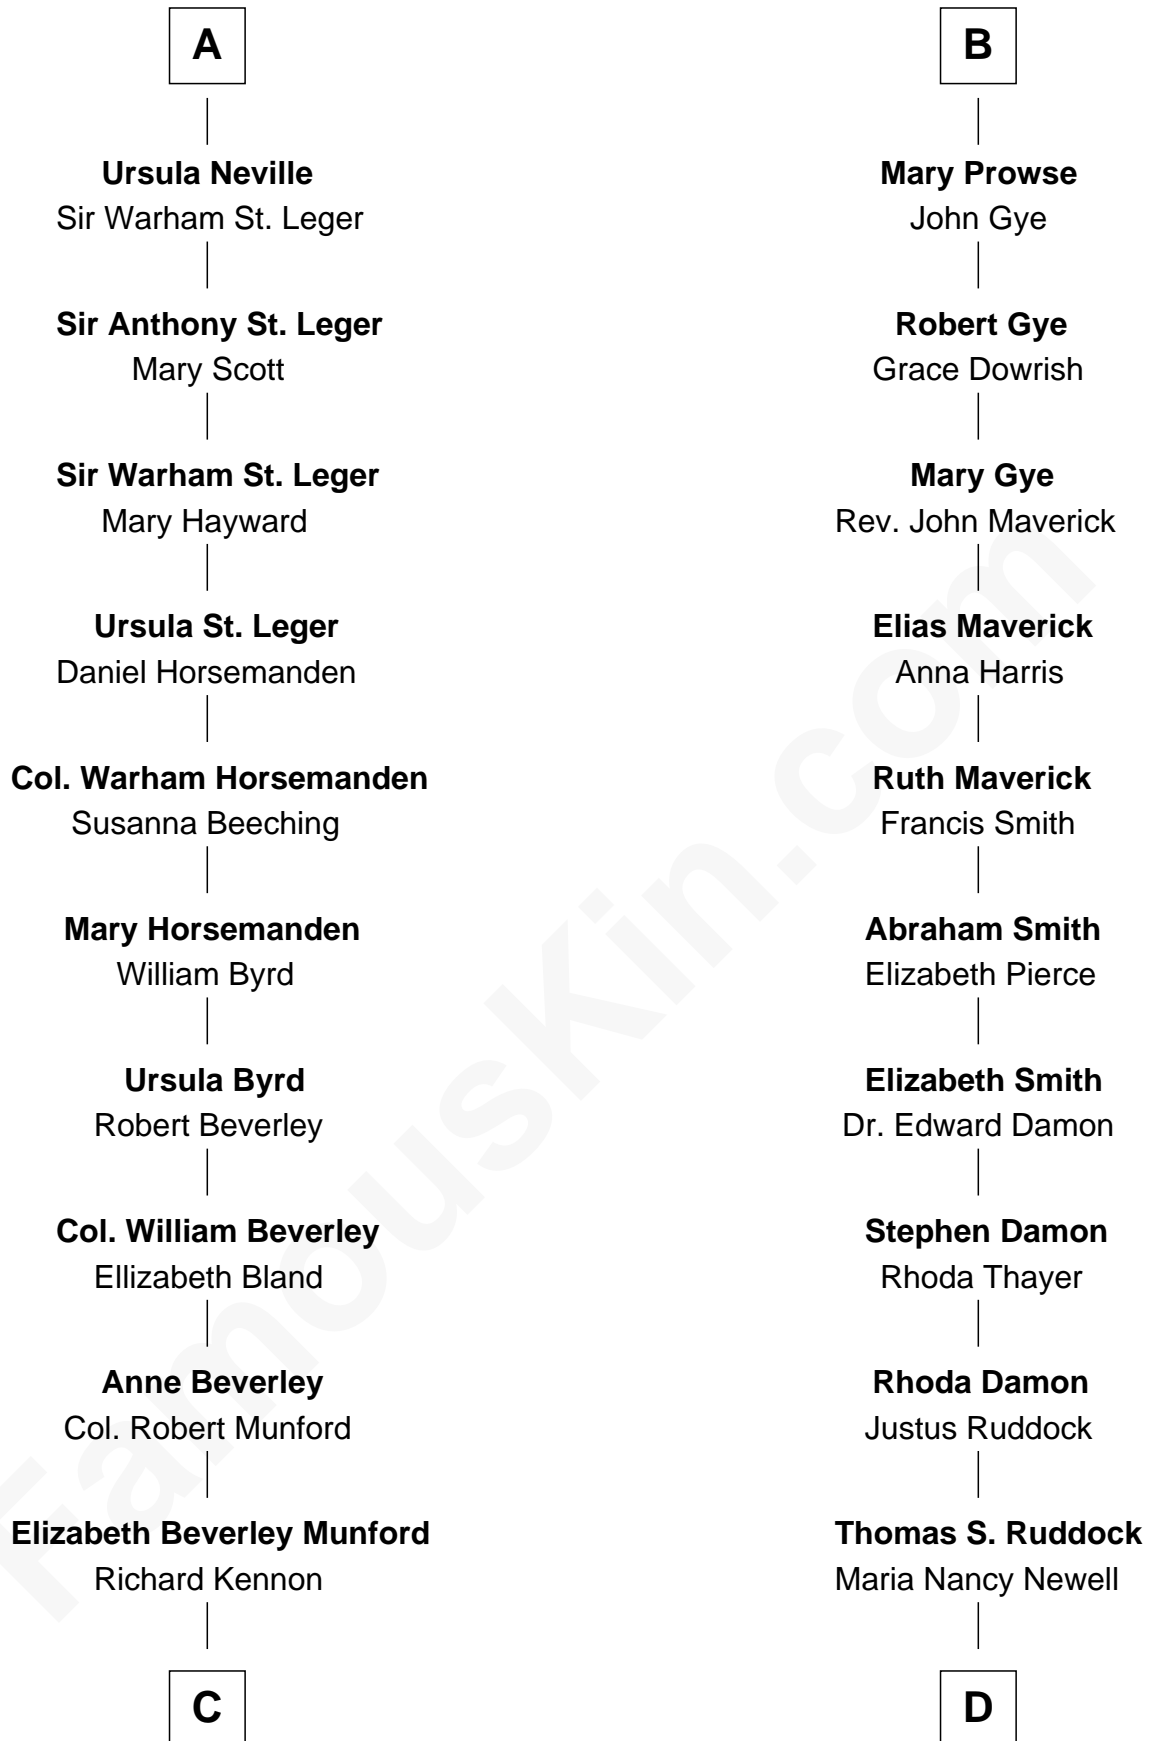 A
Ursula Neville
Sir Warham St. Leger
Sir Anthony St. Leger
Mary Scott
Sir Warham St. Leger
Mary Hayward
Ursula St. Leger
Daniel Horsemanden
Col. Warham Horsemanden
Susanna Beeching
Mary Horsemanden
William Byrd
Ursula Byrd
Robert Beverley
Col. William Beverley
Ellizabeth Bland
Anne Beverley
Col. Robert Munford
Elizabeth Beverley Munford
Richard Kennon
C
B
Mary Prowse
John Gye
Robert Gye
Grace Dowrish
Mary Gye
Rev. John Maverick
Elias Maverick
Anna Harris
Ruth Maverick
Francis Smith
Abraham Smith
Elizabeth Pierce
Elizabeth Smith
Dr. Edward Damon
Stephen Damon
Rhoda Thayer
Rhoda Damon
Justus Ruddock
Thomas S. Ruddock
Maria Nancy Newell
D
FamousKin.com